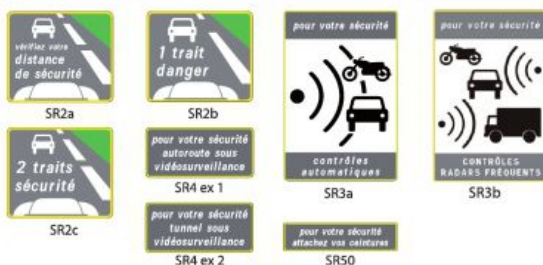 vérifiez votre
distance
de sécurité
SR2a
1 trait
danger
SR2b
pour votre sécurité
contrôles
automatiques
SR3a
pour votre sécurité
CONTRÔLES
RADARS FRÉQUENTS
SR3b
2 traits
sécurité
SR2c
pour votre sécurité
autoroute sous
vidéosurveillance
SR4 ex 1
pour votre sécurité
tunnel sous
vidéosurveillance
SR4 ex 2
pour votre sécurité
attachez vos ceintures
SR50